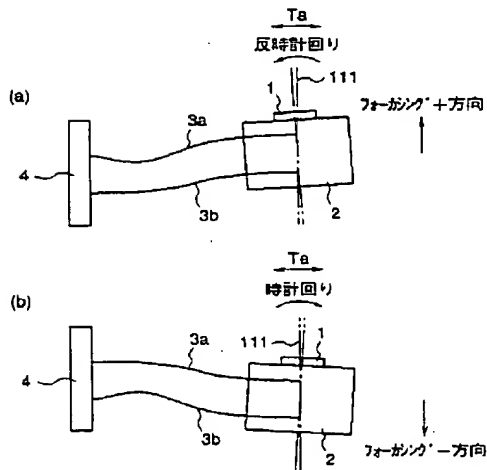 Ta
反時計回り
111
1
(a)
フォーカシング+方向
3a
4
3b
2
Ta
(b)
時計回り
111
1
3a
4
3b
2
フォーカシング−方向